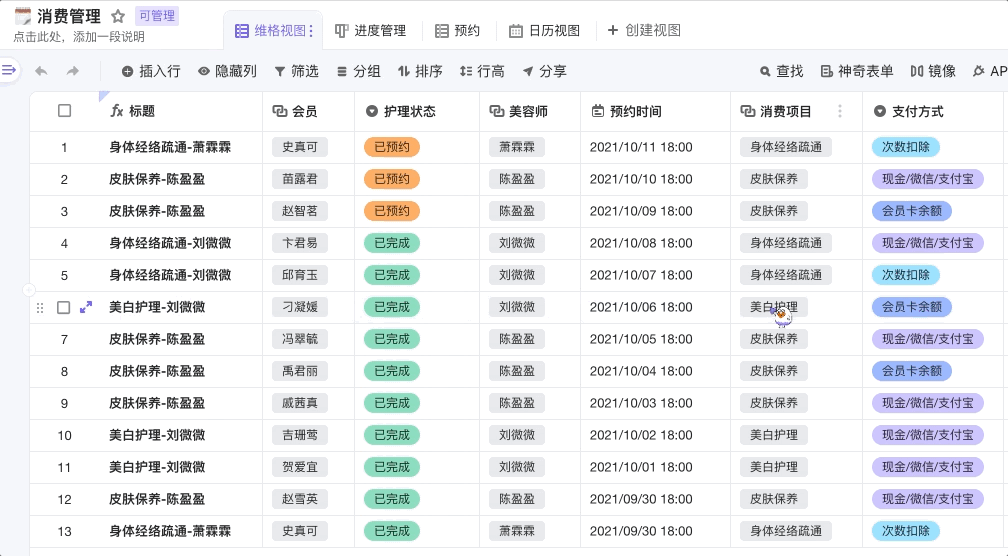 消费管理 可管理
点击此处，添加一段说明
维格视图 进度管理 预约 日历视图 + 创建视图
插入行 隐藏列 筛选 分组 排序 行高 分享 查找 神奇表单 镜像 AP
fx 标题 会员 护理状态 美容师 预约时间 消费项目 支付方式
1 身体经络疏通-萧霖霖 史真可 已预约 萧霖霖 2021/10/11 18:00 身体经络疏通 次数扣除
2 皮肤保养-陈盈盈 苗露君 已预约 陈盈盈 2021/10/10 18:00 皮肤保养 现金/微信/支付宝
3 皮肤保养-陈盈盈 赵智茗 已预约 陈盈盈 2021/10/09 18:00 皮肤保养 会员卡余额
4 身体经络疏通-刘微微 卞君易 已完成 刘微微 2021/10/08 18:00 身体经络疏通 现金/微信/支付宝
5 身体经络疏通-刘微微 邱育玉 已完成 刘微微 2021/10/07 18:00 身体经络疏通 次数扣除
美白护理-刘微微 刁凝媛 已完成 刘微微 2021/10/06 18:00 美白护理 会员卡余额
7 皮肤保养-陈盈盈 冯翠毓 已完成 陈盈盈 2021/10/05 18:00 皮肤保养 现金/微信/支付宝
8 皮肤保养-陈盈盈 禹君丽 已完成 陈盈盈 2021/10/04 18:00 皮肤保养 会员卡余额
9 皮肤保养-陈盈盈 戚茜真 已完成 陈盈盈 2021/10/03 18:00 皮肤保养 现金/微信/支付宝
10 美白护理-刘微微 吉珊莺 已完成 刘微微 2021/10/02 18:00 美白护理 现金/微信/支付宝
11 美白护理-刘微微 贺爱宜 已完成 刘微微 2021/10/01 18:00 美白护理 现金/微信/支付宝
12 皮肤保养-陈盈盈 赵雪英 已完成 陈盈盈 2021/09/30 18:00 皮肤保养 现金/微信/支付宝
13 身体经络疏通-萧霖霖 史真可 已完成 萧霖霖 2021/09/30 18:00 身体经络疏通 次数扣除